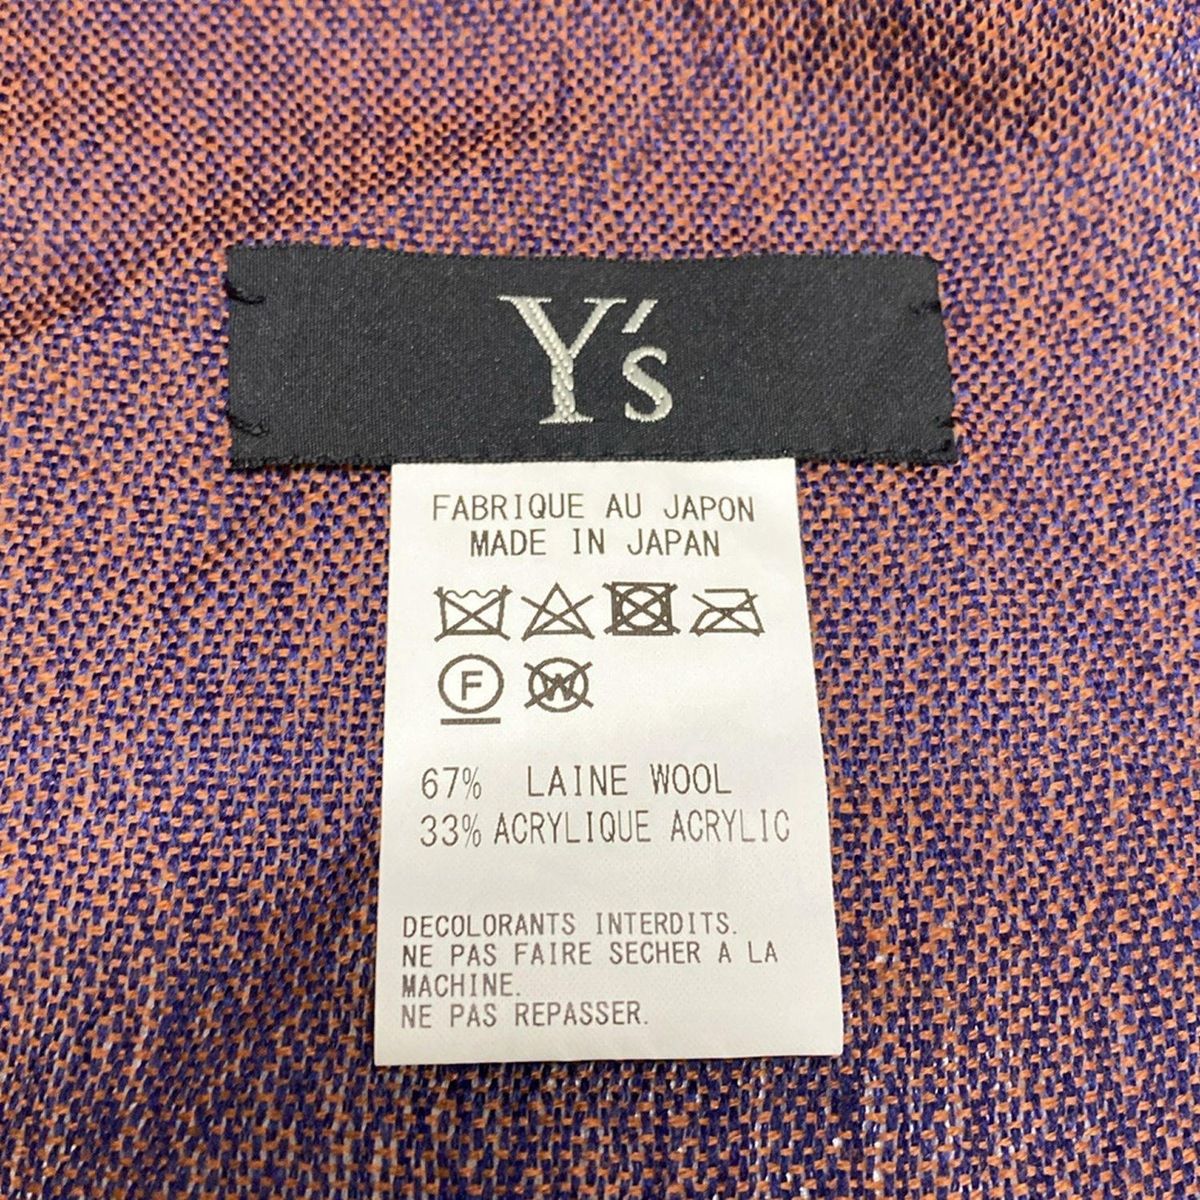 Y's
FABRIQUE AU JAPON
MADE IN JAPAN
F W
67% LAINE WOOL
33% ACRYLIQUE ACRYLIC
DECOLORANTS INTERDITS.
NE PAS FAIRE SECHER A LA
MACHINE.
NE PAS REPASSER.